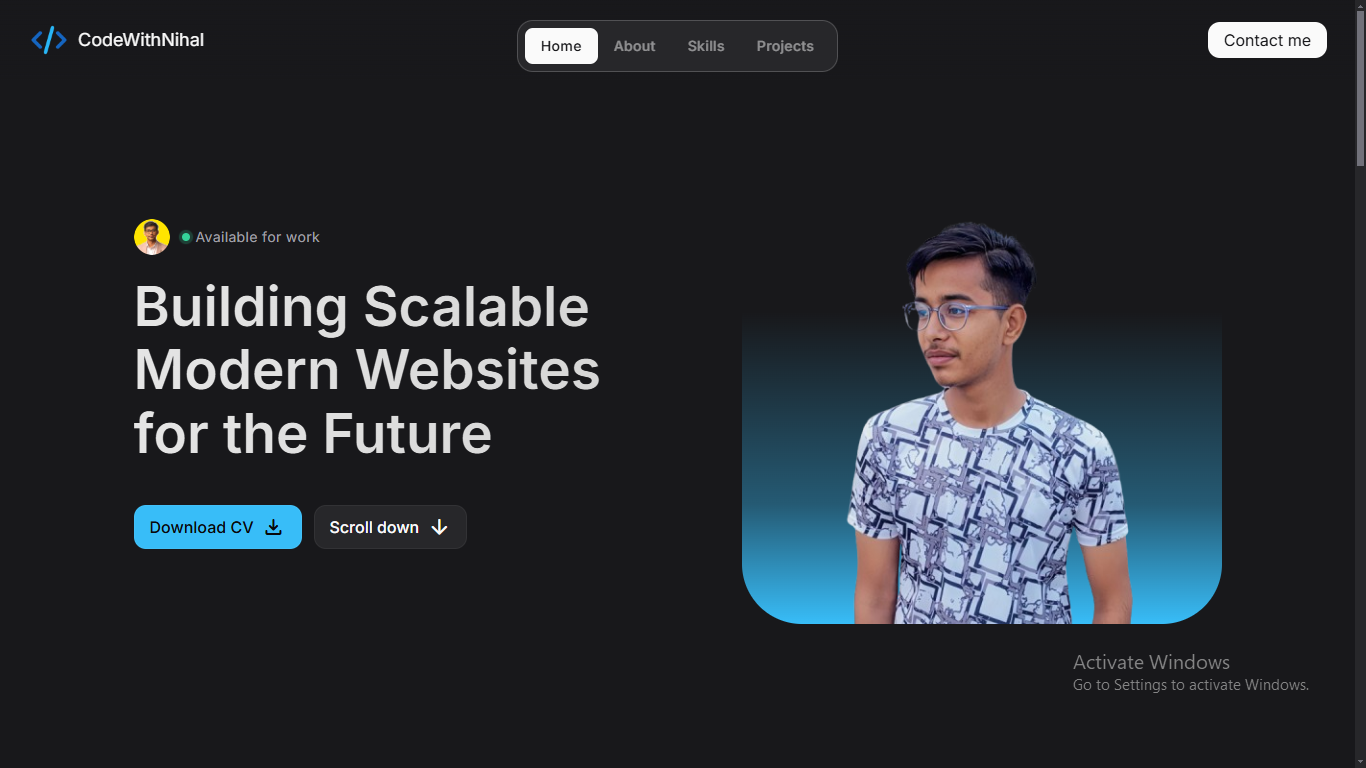 CodeWithNihal
Home About Skills Projects
Contact me
Available for work
Building Scalable
Modern Websites
for the Future
Download CV
Scroll down
Activate Windows
Go to Settings to activate Windows.